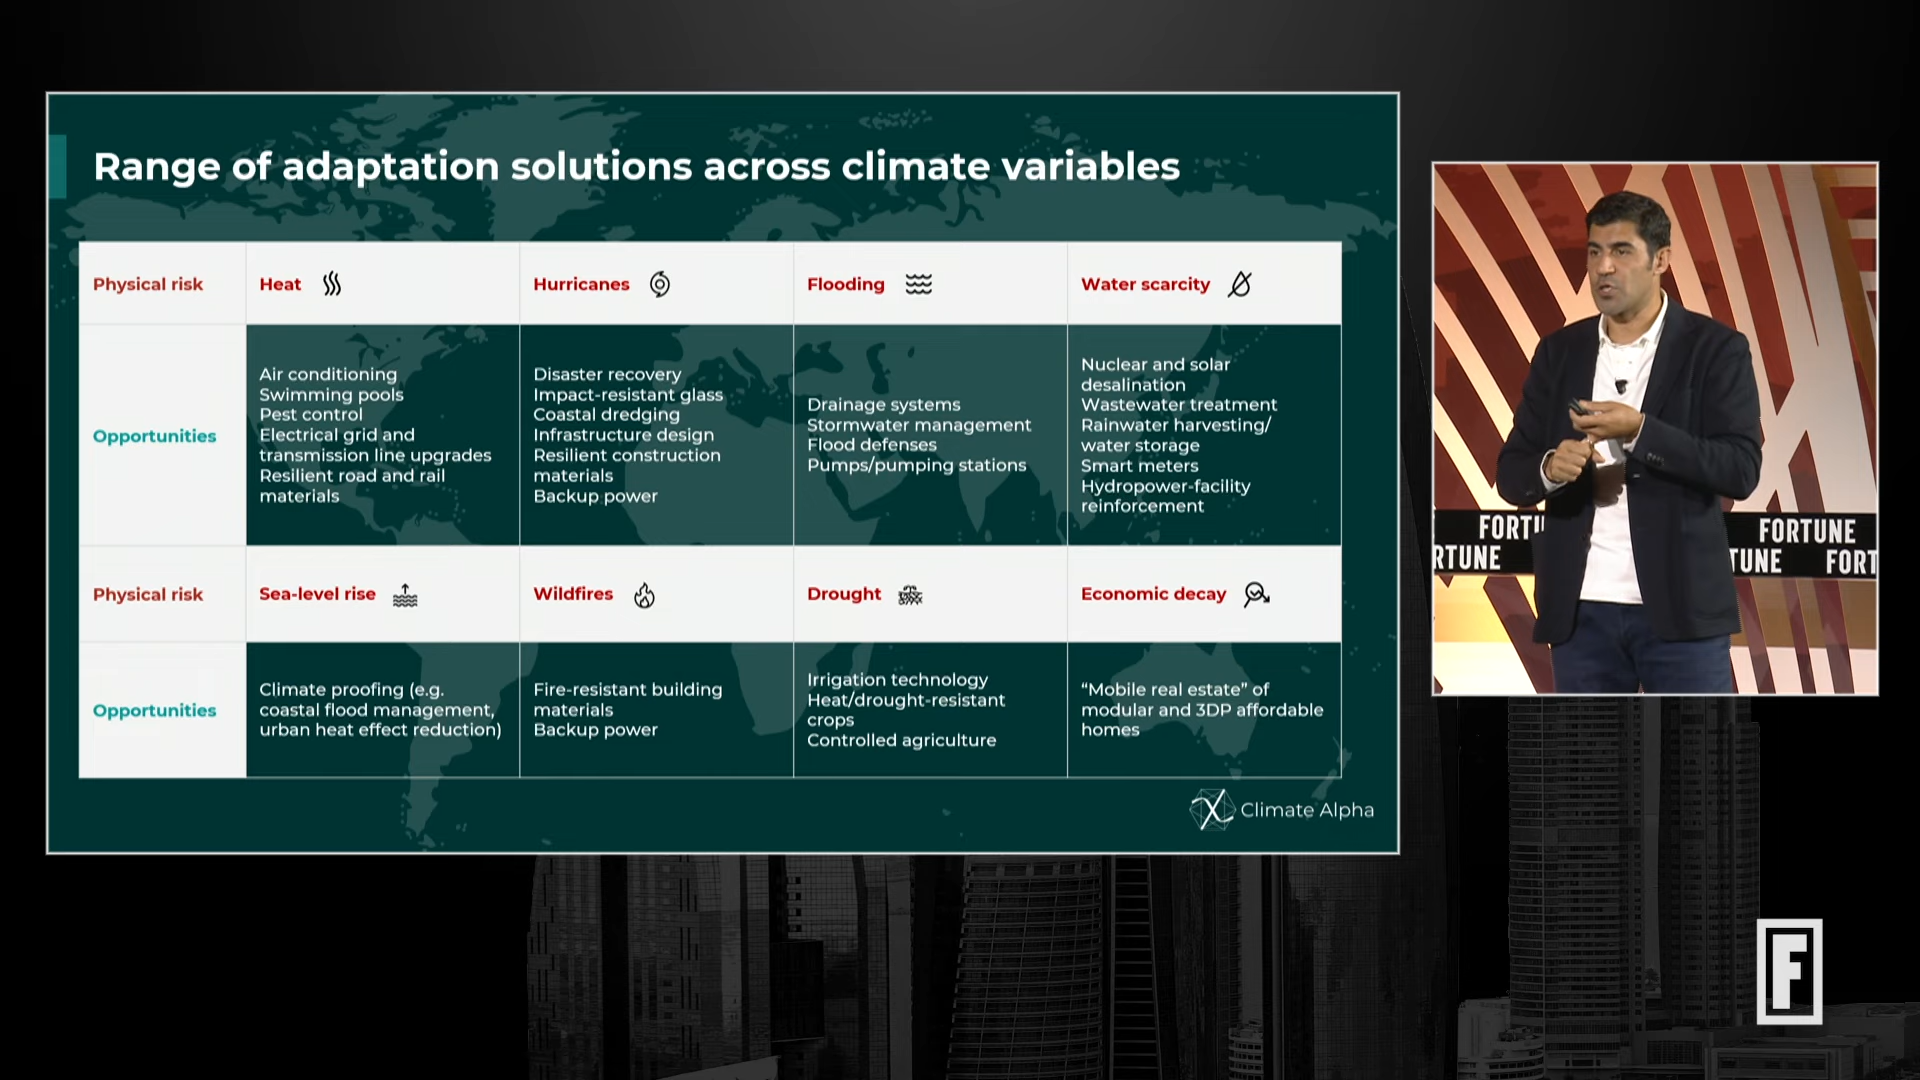 Range of adaptation solutions across climate variables
Physical risk
Heat
Hurricanes
Flooding
Water scarcity
Opportunities
Air conditioning
Swimming pools
Pest control
Electrical grid and
transmission line upgrades
Resilient road and rail
materials
Disaster recovery
Impact-resistant glass
Coastal dredging
Infrastructure design
Resilient construction
materials
Backup power
Drainage systems
Stormwater management
Flood defenses
Pumps/pumping stations
Nuclear and solar
desalination
Wastewater treatment
Rainwater harvesting/
water storage
Smart meters
Hydropower-facility
reinforcement
Physical risk
Sea-level rise
Wildfires
Drought
Economic decay
Opportunities
Climate proofing (e.g.
coastal flood management,
urban heat effect reduction)
Fire-resistant building
materials
Backup power
Irrigation technology
Heat/drought-resistant
crops
Controlled agriculture
“Mobile real estate” of
modular and 3DP affordable
homes
Climate Alpha
FORTU
RTUNE
FORTUNE
TUNE FORT
F